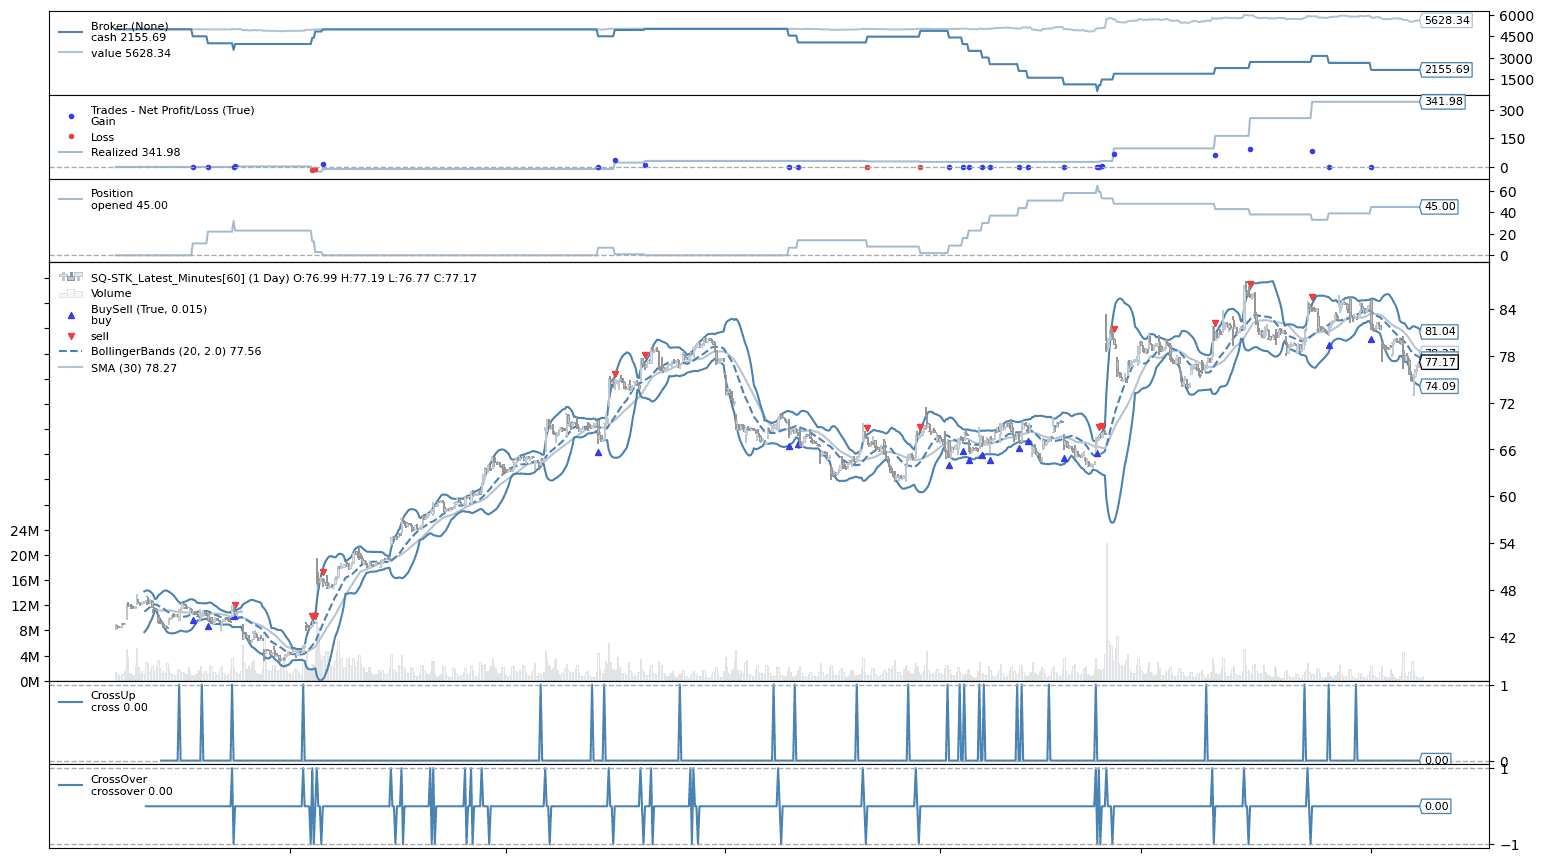 Broker (None)
cash 2155.69
value 5628.34
6000
4500
3000
1500
5628.34
2155.69
Trades - Net Profit/Loss (True)
Gain
Loss
Realized 341.98
300
150
0
341.98
Position
opened 45.00
60
40
20
0
45.00
SQ-STK_Latest_Minutes[60] (1 Day) O:76.99 H:77.19 L:76.77 C:77.17
Volume
BuySell (True, 0.015)
buy
sell
BollingerBands (20, 2.0) 77.56
SMA (30) 78.27
84
78
72
66
60
54
48
42
81.04
77.17
74.09
24M
20M
16M
12M
8M
4M
0M
CrossUp
cross 0.00
1
0
0.00
CrossOver
crossover 0.00
1
−1
0.00